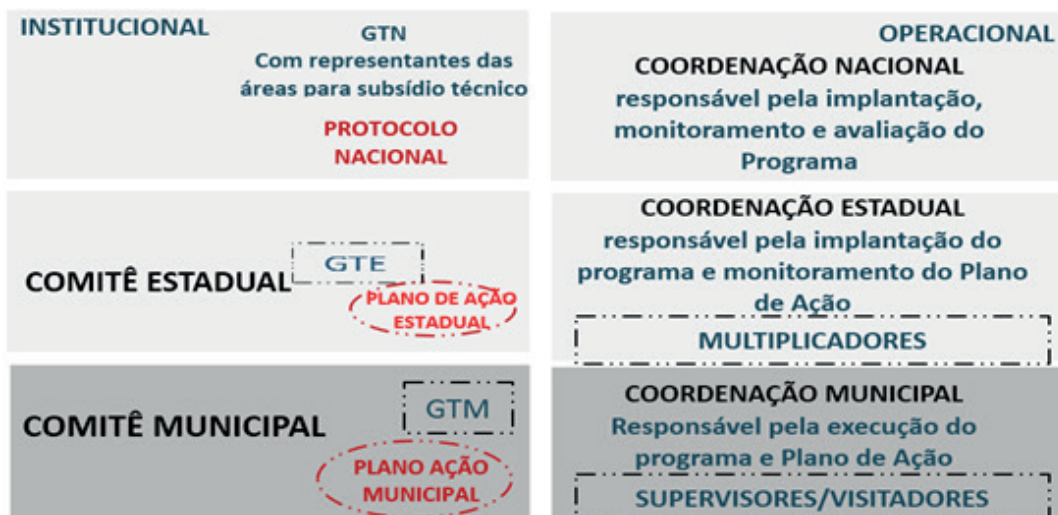 INSTITUCIONAL
GTN
Com representantes das
áreas para subsídio técnico
PROTOCOLO
NACIONAL
OPERACIONAL
COORDENAÇÃO NACIONAL
responsável pela implantação,
monitoramento e avaliação do
Programa
COMITÊ ESTADUAL
GTE
PLANO DE AÇÃO
ESTADUAL
COORDENAÇÃO ESTADUAL
responsável pela implantação do
programa e monitoramento do Plano
de Ação
MULTIPLICADORES
COMITÊ MUNICIPAL
GTM
PLANO AÇÃO
MUNICIPAL
COORDENAÇÃO MUNICIPAL
Responsável pela execução do
programa e Plano de Ação
SUPERVISORES/VISITADORES